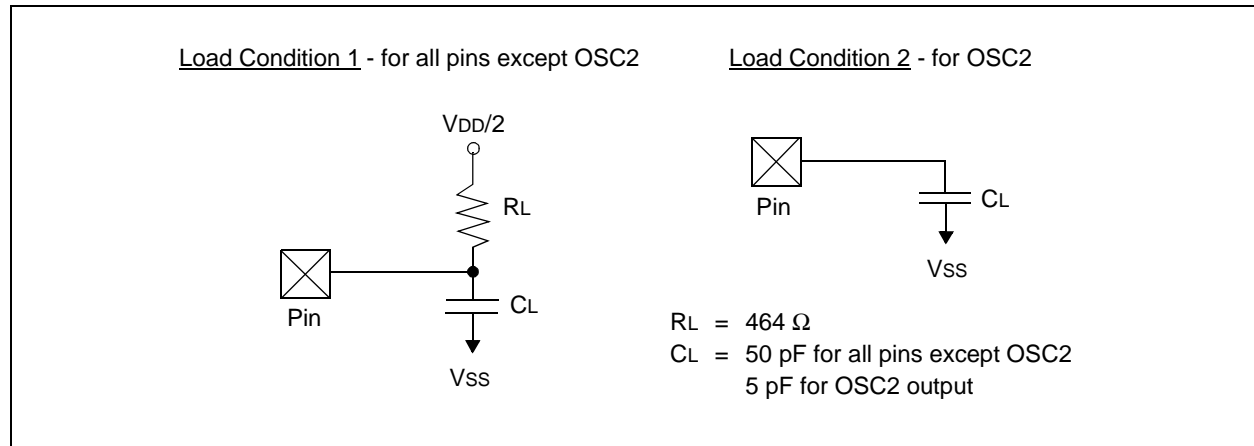 Load Condition 1 - for all pins except OSC2
VDD/2
RL
Pin
CL
VSS
Load Condition 2 - for OSC2
Pin
CL
VSS
RL = 464 Ω
CL = 50 pF for all pins except OSC2
5 pF for OSC2 output